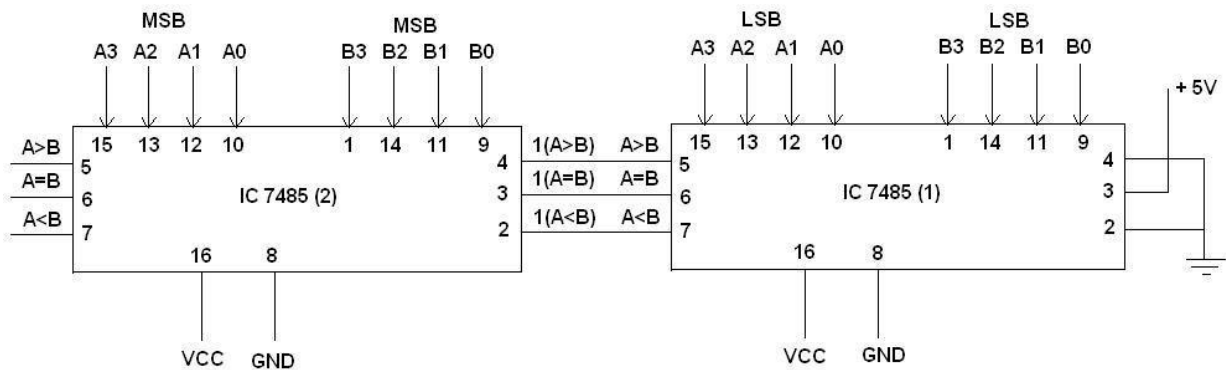 MSB MSB LSB LSB
A3 A2 A1 A0 B3 B2 B1 B0 A3 A2 A1 A0 B3 B2 B1 B0
+ 5V
15 13 12 10 1 14 11 9 15 13 12 10 1 14 11 9
A>B 5 4 1(A>B) A>B 5 4
A=B 6 IC 7485 (2) 3 1(A=B) A=B 6 IC 7485 (1) 3
A<B 7 2 1(A<B) A<B 7 2
16 8 16 8
VCC GND VCC GND